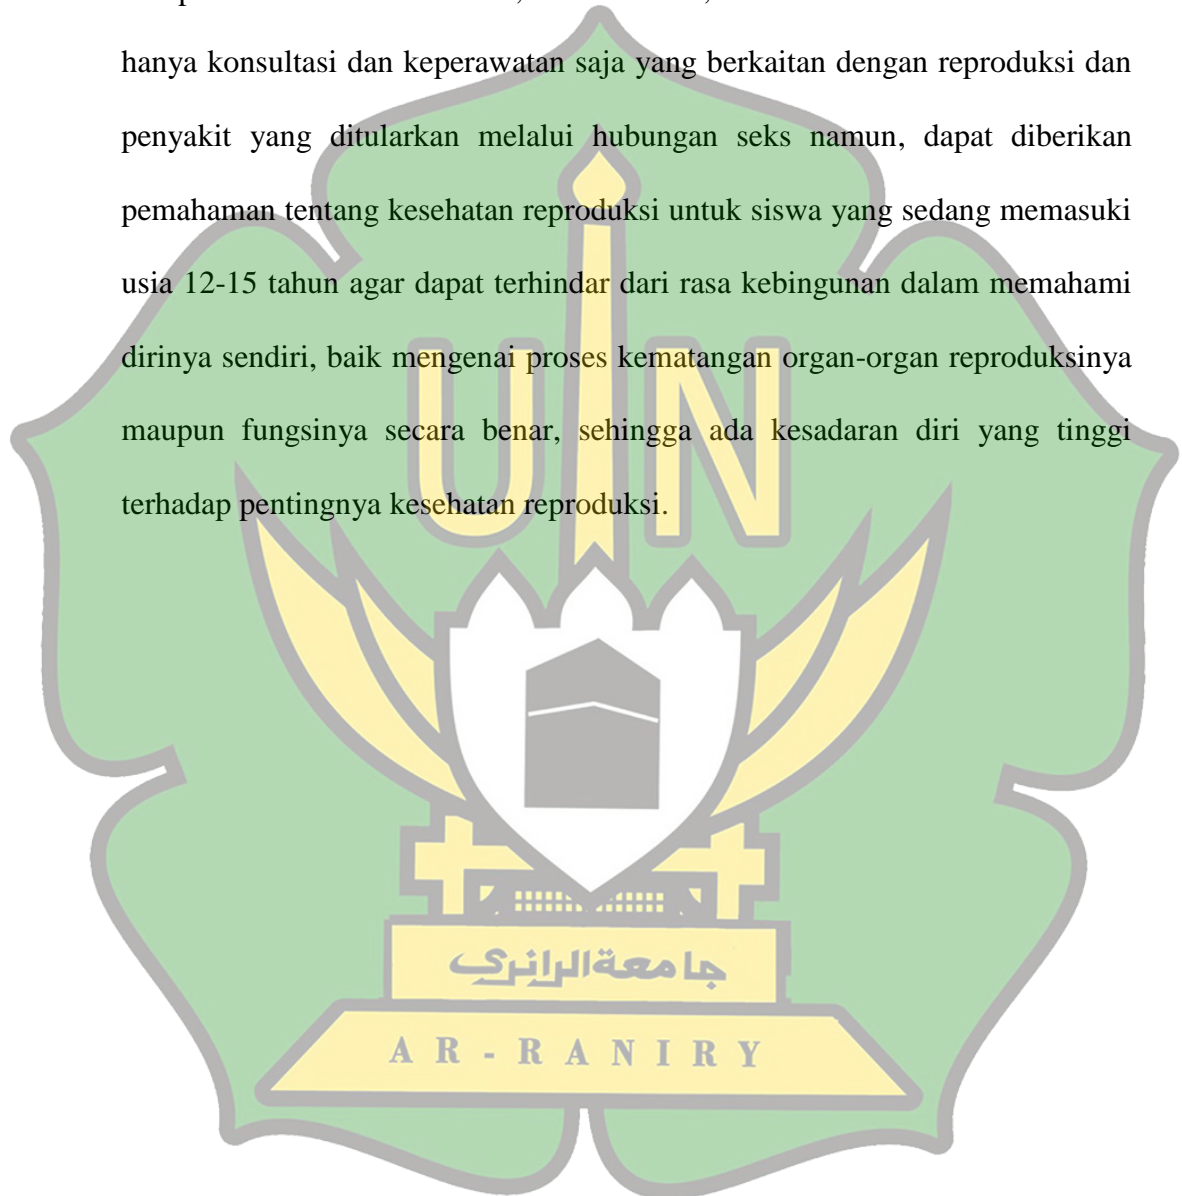 hanya konsultasi dan keperawatan saja yang berkaitan dengan reproduksi dan
penyakit yang ditularkan melalui hubungan seks namun, dapat diberikan
pemahaman tentang kesehatan reproduksi untuk siswa yang sedang memasuki
usia 12-15 tahun agar dapat terhindar dari rasa kebingunan dalam memahami
dirinya sendiri, baik mengenai proses kematangan organ-organ reproduksinya
maupun fungsinya secara benar, sehingga ada kesadaran diri yang tinggi
terhadap pentingnya kesehatan reproduksi.
UIN
جامعةالرانري
AR-RANIRY